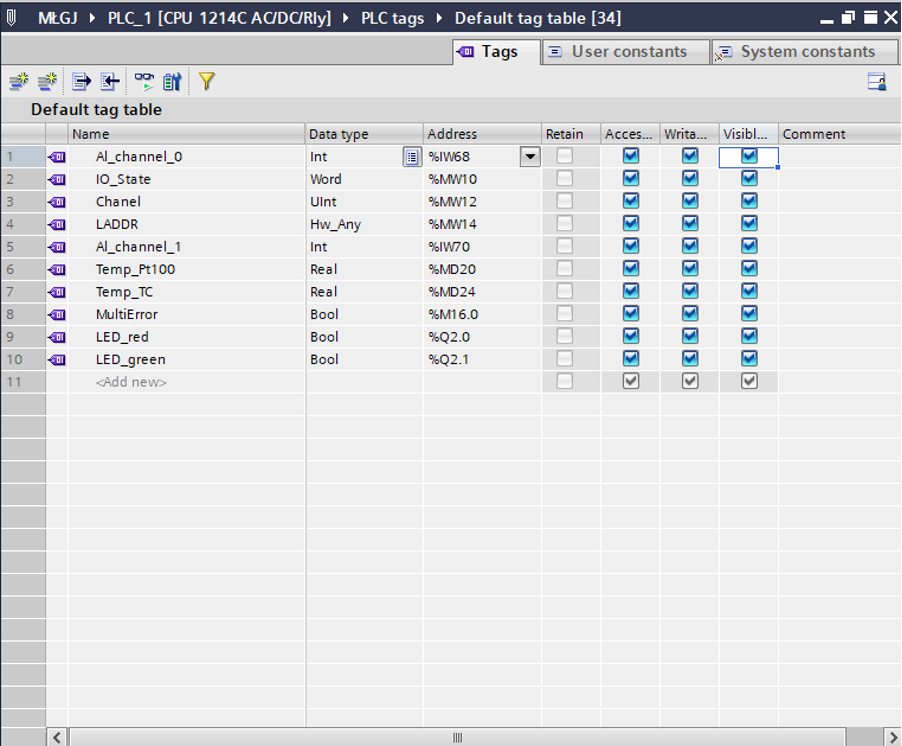 MŁGJ ▸ PLC_1 [CPU 1214C AC/DC/Rly] ▸ PLC tags ▸ Default tag table [34]
Tags User constants System constants
Default tag table
Name Data type Address Retain Acces... Writa... Visibl... Comment
1 AI_channel_0 Int %IW68
2 IO_State Word %MW10
3 Chanel UInt %MW12
4 LADDR Hw_Any %MW14
5 AI_channel_1 Int %IW70
6 Temp_Pt100 Real %MD20
7 Temp_TC Real %MD24
8 MultiError Bool %M16.0
9 LED_red Bool %Q2.0
10 LED_green Bool %Q2.1
11 <Add new>